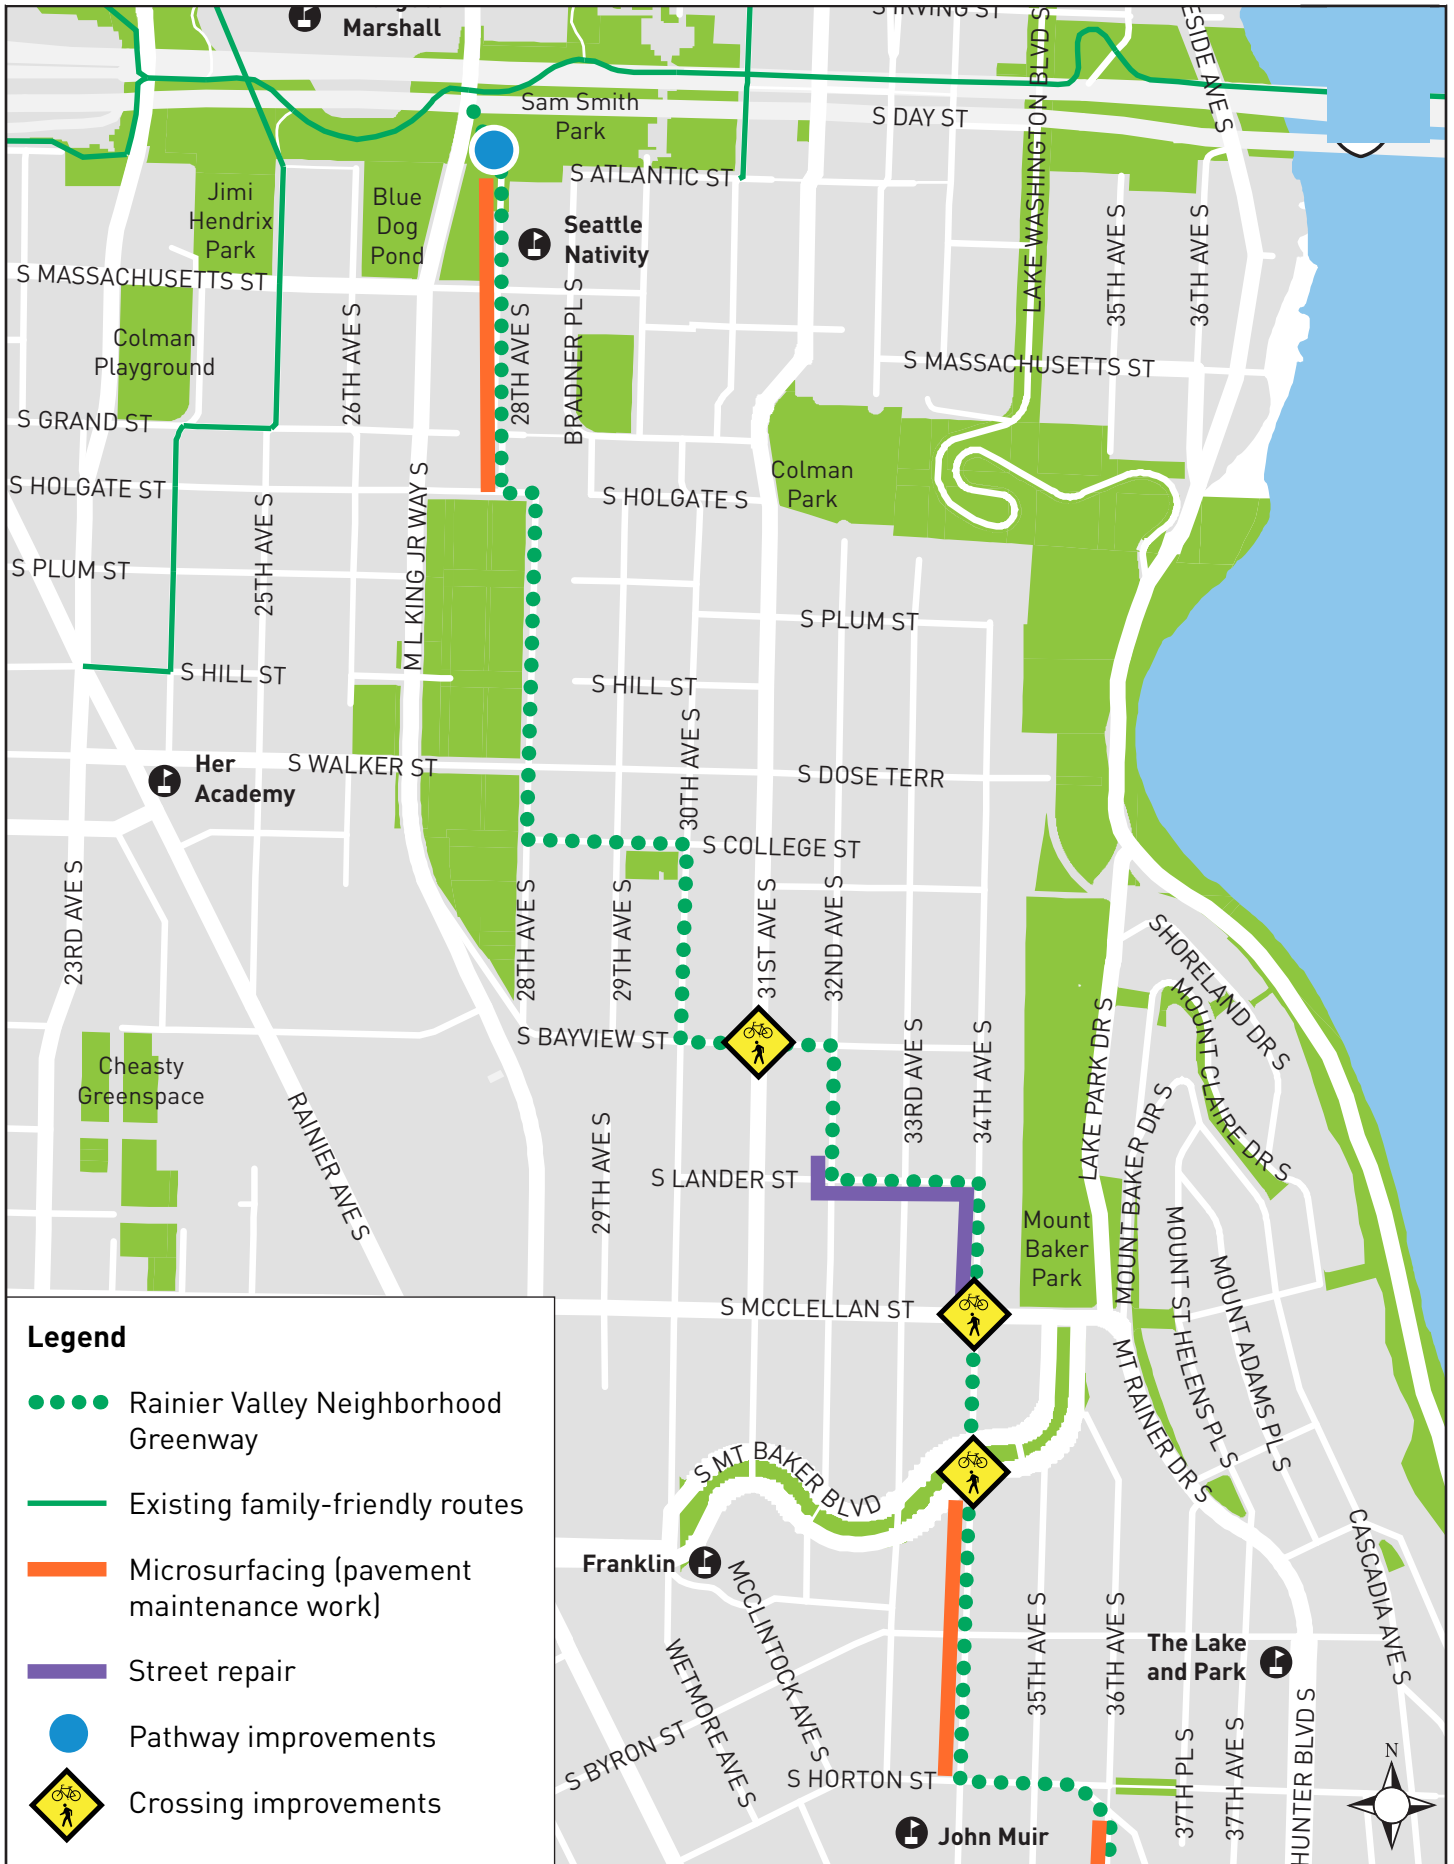 Marshall
S IRVING ST
Sam Smith
Park
S DAY ST
LAKE WASHINGTON BLVD S
S ATLANTIC ST
Jimi
Hendrix
Park
Blue
Dog
Pond
Seattle
Nativity
35TH AVE S
36TH AVE S
S MASSACHUSETTS ST
26TH AVE S
28TH AVE S
BRADNER PL S
Colman
Playground
S MASSACHUSETTS ST
S GRAND ST
Colman
Park
S HOLGATE ST
S HOLGATE S
25TH AVE S
M L KING JR WAY S
S PLUM ST
S PLUM ST
S HILL ST
S HILL ST
30TH AVE S
Her
Academy
S WALKER ST
S DOSE TERR
S COLLEGE ST
23RD AVE S
28TH AVE S
29TH AVE S
31ST AVE S
32ND AVE S
SHORELAND DR S
MOUNT CLAIRE DR S
S BAYVIEW ST
33RD AVE S
34TH AVE S
LAKE PARK DR S
MOUNT BAKER DR S
Cheasty
Greenspace
RAINIER AVE S
29TH AVE S
S LANDER ST
Mount
Baker
Park
MOUNT ST HELENS PL S
MOUNT ADAMS PL S
S MCCLELLAN ST
MT RAINER DR S
S MT BAKER BLVD
Franklin
MCCLINTOCK AVE S
WETMORE AVE S
CASCADIA AVE S
35TH AVE S
36TH AVE S
The Lake
and Park
S BYRON ST
S HORTON ST
37TH PL S
37TH AVE S
HUNTER BLVD S
John Muir
N
Legend
Rainier Valley Neighborhood
Greenway
Existing family-friendly routes
Microsurfacing (pavement
maintenance work)
Street repair
Pathway improvements
Crossing improvements